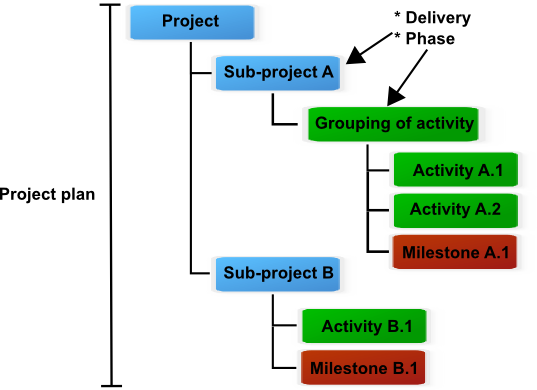 Project
* Delivery
* Phase
Sub-project A
Grouping of activity
Activity A.1
Project plan
Activity A.2
Milestone A.1
Sub-project B
Activity B.1
Milestone B.1